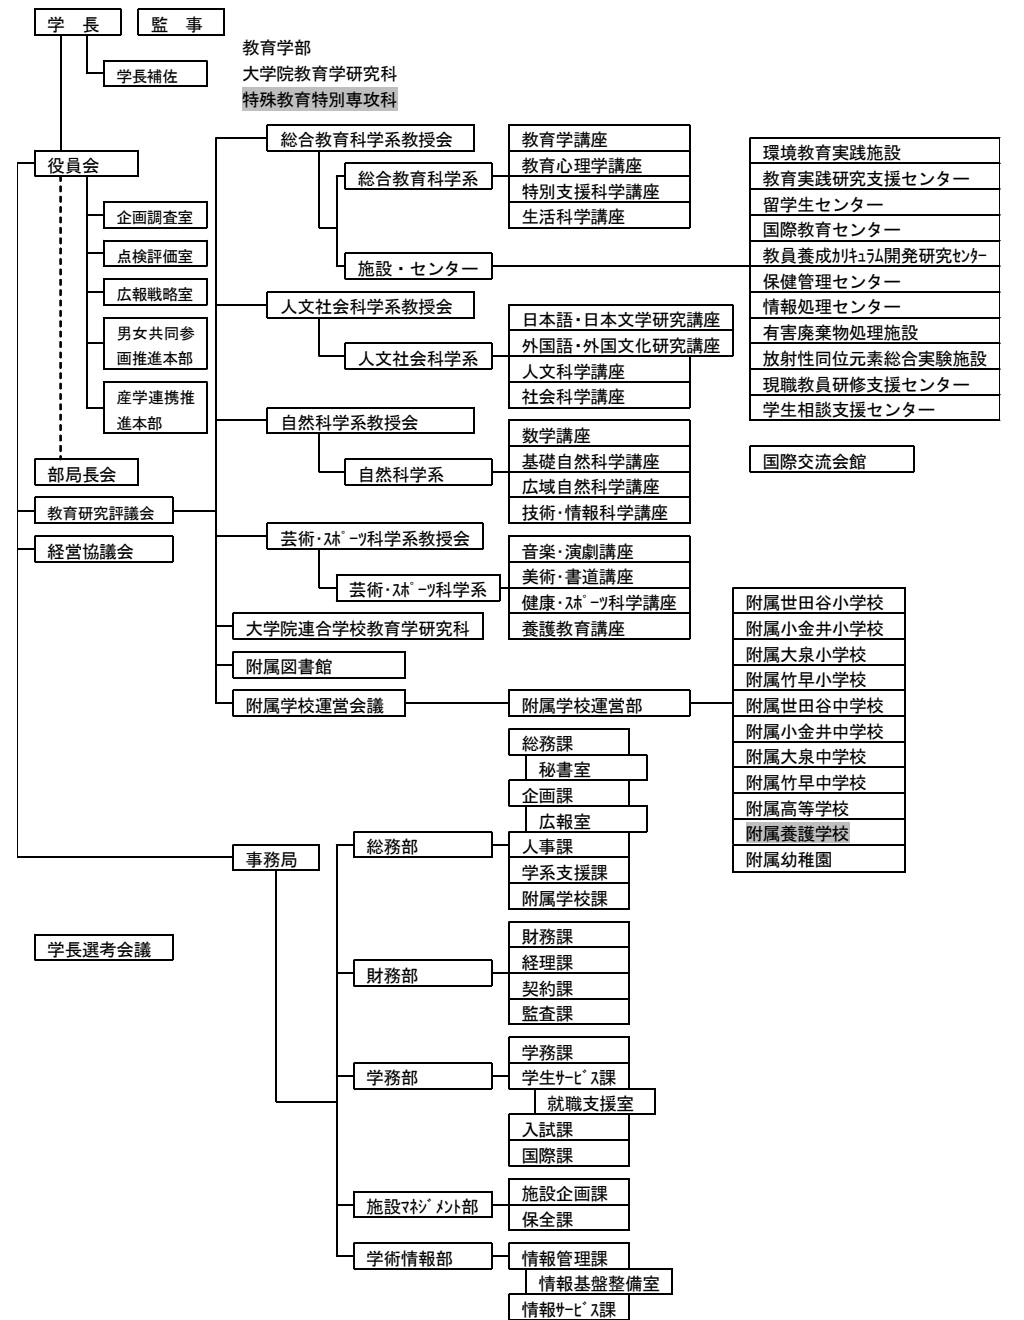 学　長
監　事
学長補佐
教育学部
大学院教育学研究科
特殊教育特別専攻科
役員会
企画調査室
点検評価室
広報戦略室
男女共同参
画推進本部
産学連携推
進本部
部局長会
教育研究評議会
経営協議会
総合教育科学系教授会
総合教育科学系
教育学講座
教育心理学講座
特別支援科学講座
生活科学講座
施設・センター
環境教育実践施設
教育実践研究支援センター
留学生センター
国際教育センター
教員養成ｶﾘｷｭﾗﾑ開発研究ｾﾝﾀｰ
保健管理センター
情報処理センター
有害廃棄物処理施設
放射性同位元素総合実験施設
現職教員研修支援センター
学生相談支援センター
国際交流会館
人文社会科学系教授会
人文社会科学系
日本語・日本文学研究講座
外国語・外国文化研究講座
人文科学講座
社会科学講座
自然科学系教授会
自然科学系
数学講座
基礎自然科学講座
広域自然科学講座
技術・情報科学講座
芸術・ｽﾎﾟｰﾂ科学系教授会
芸術・ｽﾎﾟｰﾂ科学系
音楽・演劇講座
美術・書道講座
健康・ｽﾎﾟｰﾂ科学講座
養護教育講座
大学院連合学校教育学研究科
附属図書館
附属学校運営会議
附属学校運営部
附属世田谷小学校
附属小金井小学校
附属大泉小学校
附属竹早小学校
附属世田谷中学校
附属小金井中学校
附属大泉中学校
附属竹早中学校
附属高等学校
附属養護学校
附属幼稚園
事務局
総務部
総務課
秘書室
企画課
広報室
人事課
学系支援課
附属学校課
学長選考会議
財務部
財務課
経理課
契約課
監査課
学務部
学務課
学生ｻｰﾋﾞｽ課
就職支援室
入試課
国際課
施設ﾏﾈｼﾞﾒﾝﾄ部
施設企画課
保全課
学術情報部
情報管理課
情報基盤整備室
情報ｻｰﾋﾞｽ課